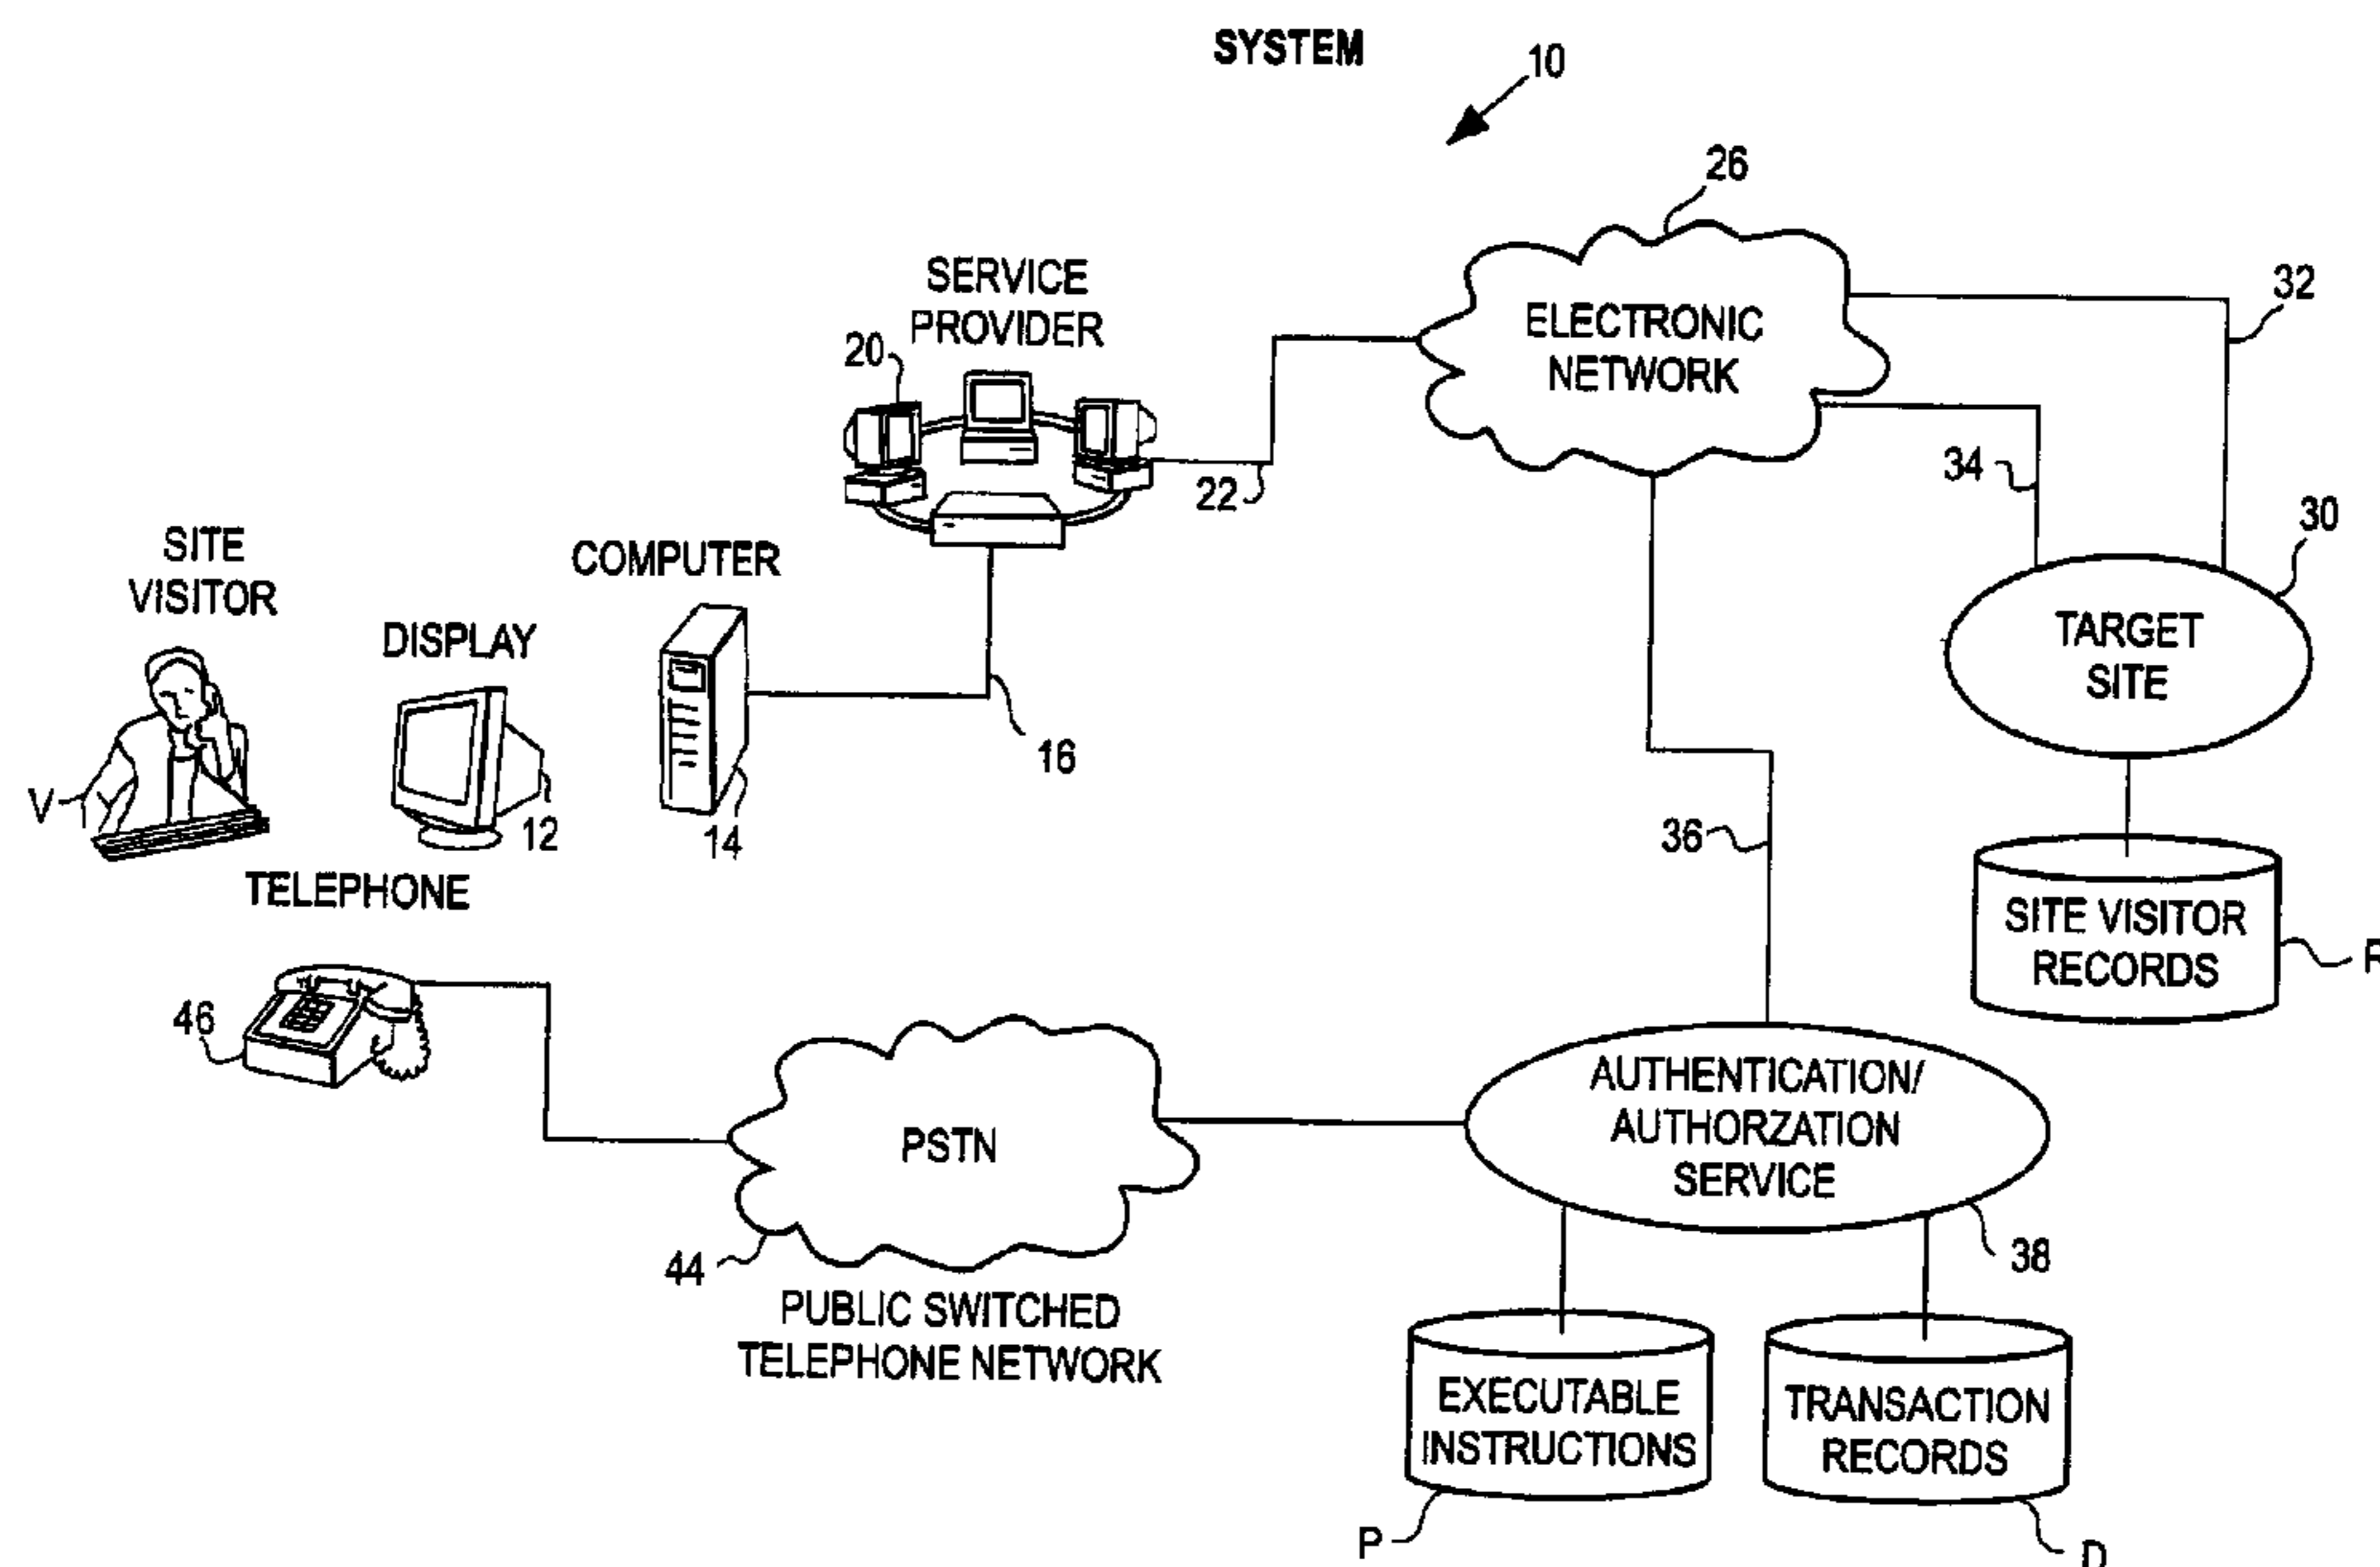 SYSTEM
10
26
SERVICE
PROVIDER
20
ELECTRONIC
NETWORK
32
22
34
30
SITE
VISITOR
COMPUTER
DISPLAY
TARGET
SITE
16
V
12
14
36
TELEPHONE
SITE VISITOR
RECORDS
R
46
PSTN
AUTHENTICATION/
AUTHORZATION
SERVICE
44
38
PUBLIC SWITCHED
TELEPHONE NETWORK
EXECUTABLE
INSTRUCTIONS
TRANSACTION
RECORDS
P
D